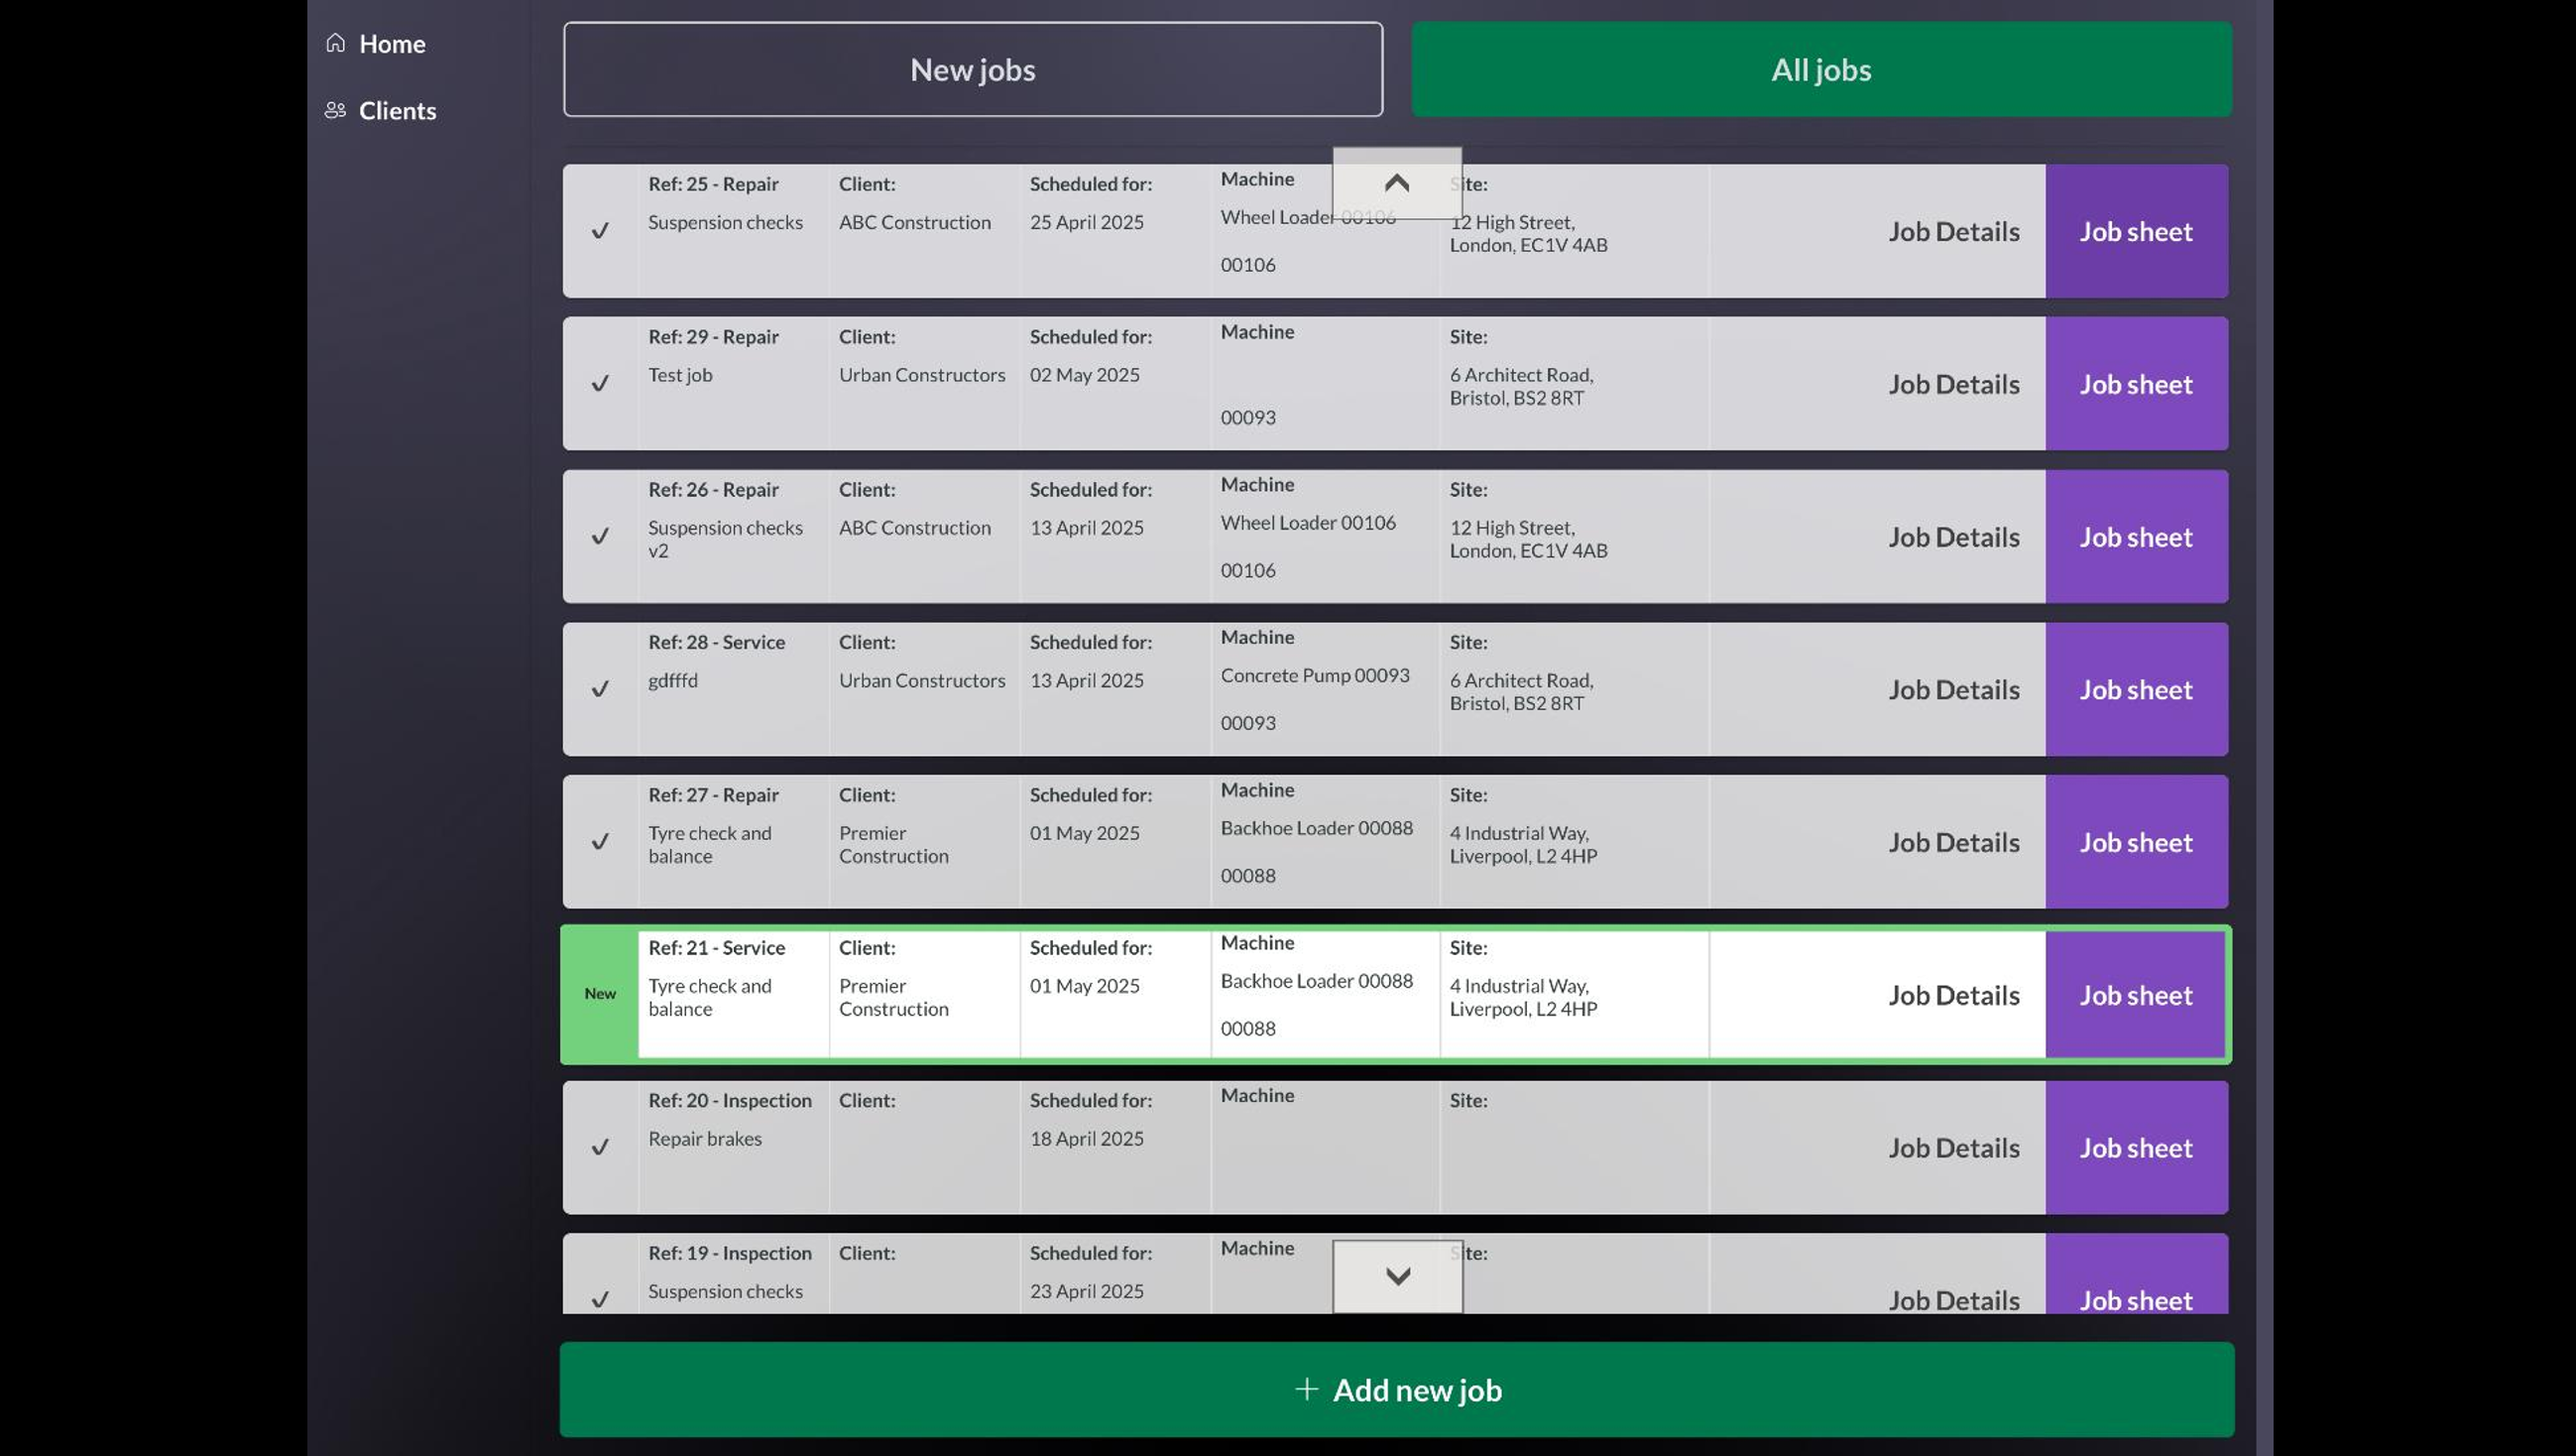 Home
Clients
New jobs
All jobs
Ref: 25 - Repair
Suspension checks
Client:
ABC Construction
Scheduled for:
25 April 2025
Machine
Wheel Loader 00106
00106
Site:
12 High Street,
London, EC1V 4AB
Job Details
Job sheet
Ref: 29 - Repair
Test job
Client:
Urban Constructors
Scheduled for:
02 May 2025
Machine
00093
Site:
6 Architect Road,
Bristol, BS2 8RT
Job Details
Job sheet
Ref: 26 - Repair
Suspension checks
v2
Client:
ABC Construction
Scheduled for:
13 April 2025
Machine
Wheel Loader 00106
00106
Site:
12 High Street,
London, EC1V 4AB
Job Details
Job sheet
Ref: 28 - Service
gdfffd
Client:
Urban Constructors
Scheduled for:
13 April 2025
Machine
Concrete Pump 00093
00093
Site:
6 Architect Road,
Bristol, BS2 8RT
Job Details
Job sheet
Ref: 27 - Repair
Tyre check and
balance
Client:
Premier
Construction
Scheduled for:
01 May 2025
Machine
Backhoe Loader 00088
00088
Site:
4 Industrial Way,
Liverpool, L2 4HP
Job Details
Job sheet
New
Ref: 21 - Service
Tyre check and
balance
Client:
Premier
Construction
Scheduled for:
01 May 2025
Machine
Backhoe Loader 00088
00088
Site:
4 Industrial Way,
Liverpool, L2 4HP
Job Details
Job sheet
Ref: 20 - Inspection
Repair brakes
Client:
Scheduled for:
18 April 2025
Machine
Site:
Job Details
Job sheet
Ref: 19 - Inspection
Suspension checks
Client:
Scheduled for:
23 April 2025
Machine
Site:
Job Details
Job sheet
+ Add new job